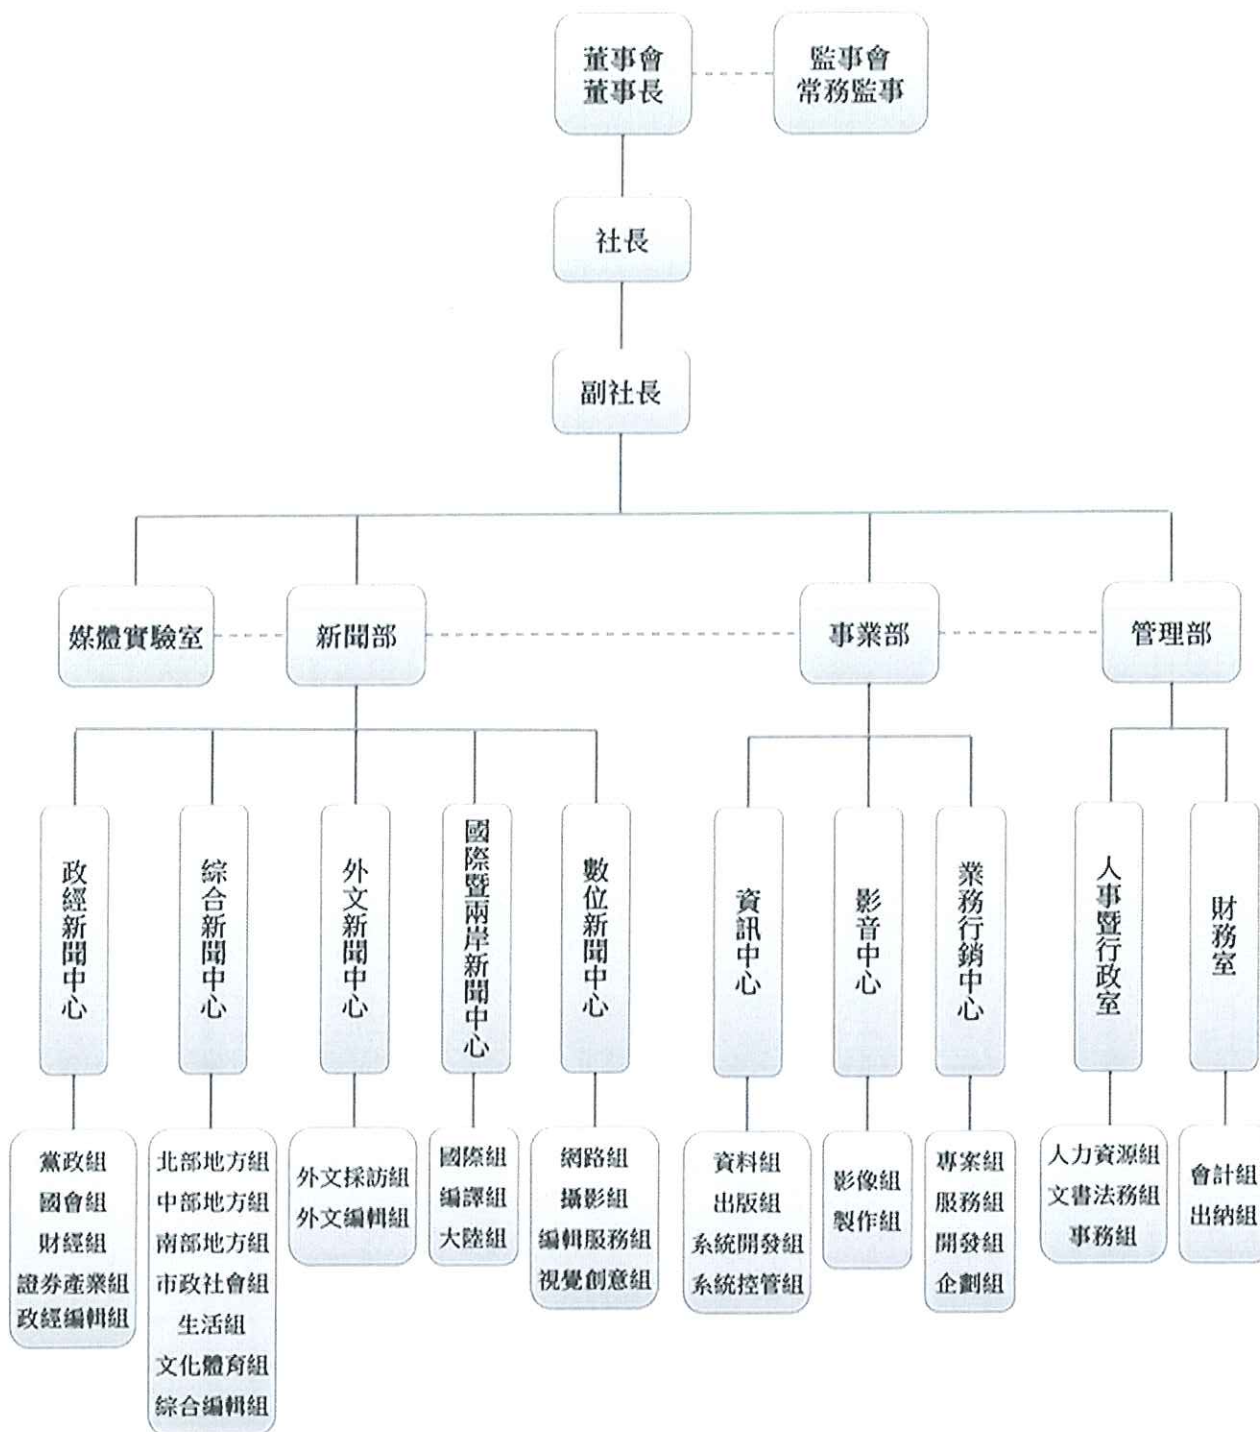 董事會
董事長
監事會
常務監事
社長
副社長
媒體實驗室
新聞部
事業部
管理部
政經新聞中心
綜合新聞中心
外文新聞中心
國際暨兩岸新聞中心
數位新聞中心
資訊中心
影音中心
業務行銷中心
人事暨行政室
財務室
黨政組
國會組
財經組
證券產業組
政經編輯組
北部地方組
中部地方組
南部地方組
市政社會組
生活組
文化體育組
綜合編輯組
外文採訪組
外文編輯組
國際組
編譯組
大陸組
網路組
攝影組
編輯服務組
視覺創意組
資料組
出版組
系統開發組
系統控管組
影像組
製作組
專案組
服務組
開發組
企劃組
人力資源組
文書法務組
事務組
會計組
出納組